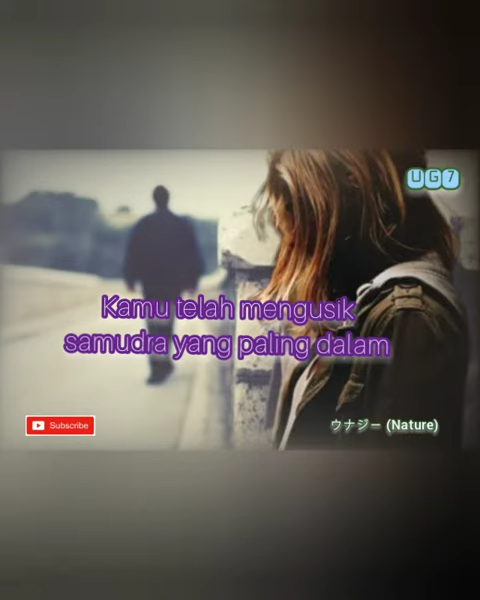 UG7
Kamu telah mengusik
samudra yang paling dalam
Subscribe
ウナジー (Nature)